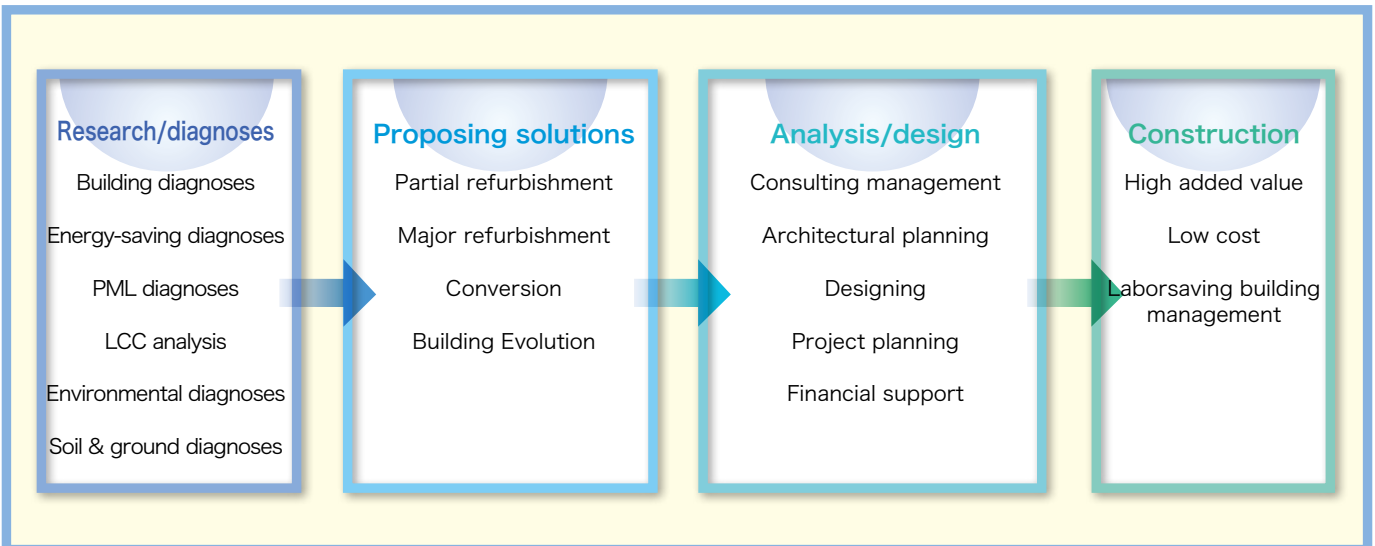 Research/diagnoses
Building diagnoses
Energy-saving diagnoses
PML diagnoses
LCC analysis
Environmental diagnoses
Soil & ground diagnoses
Proposing solutions
Partial refurbishment
Major refurbishment
Conversion
Building Evolution
Analysis/design
Consulting management
Architectural planning
Designing
Project planning
Financial support
Construction
High added value
Low cost
Laborsaving building
management